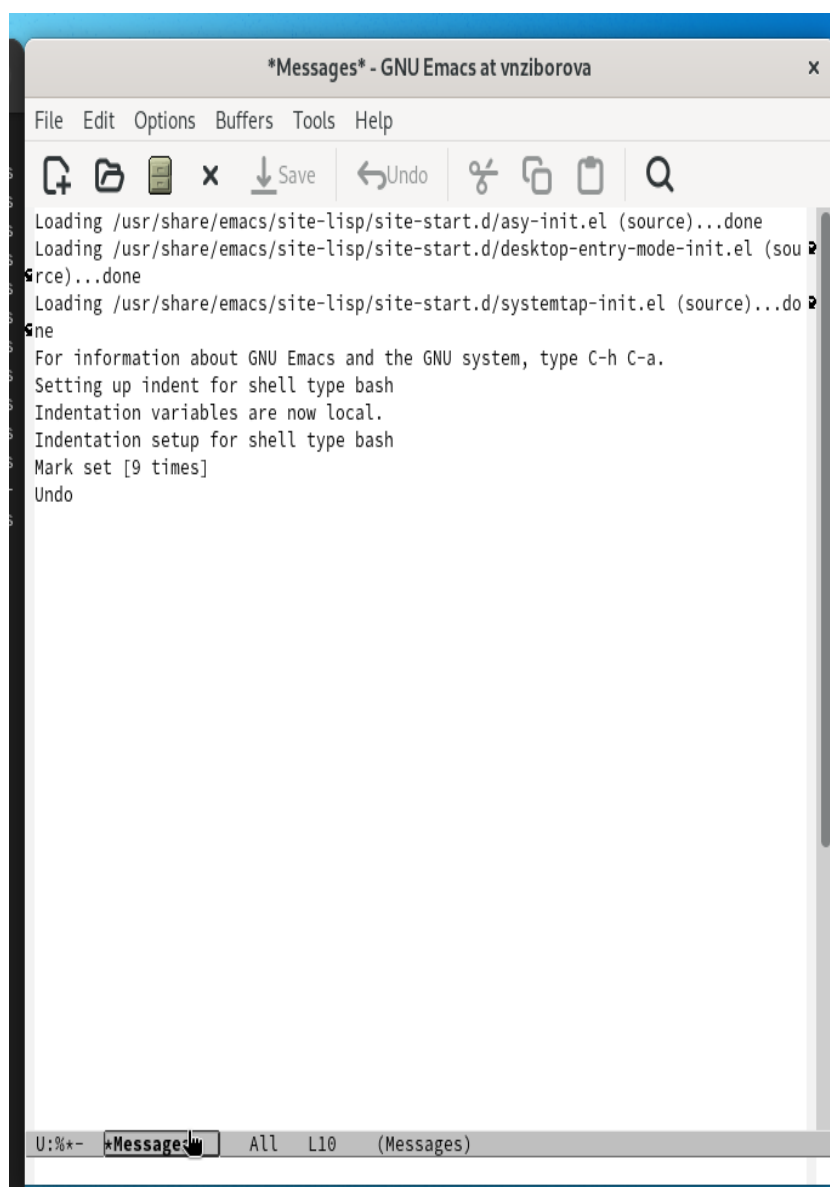 *Messages* - GNU Emacs at vnziborova x
File Edit Options Buffers Tools Help
Save Undo
Loading /usr/share/emacs/site-lisp/site-start.d/asy-init.el (source)...done
Loading /usr/share/emacs/site-lisp/site-start.d/desktop-entry-mode-init.el (sou
rce)...done
Loading /usr/share/emacs/site-lisp/site-start.d/systemtap-init.el (source)...do
ne
For information about GNU Emacs and the GNU system, type C-h C-a.
Setting up indent for shell type bash
Indentation variables are now local.
Indentation setup for shell type bash
Mark set [9 times]
Undo
U:%*- *Messages All L10 (Messages)